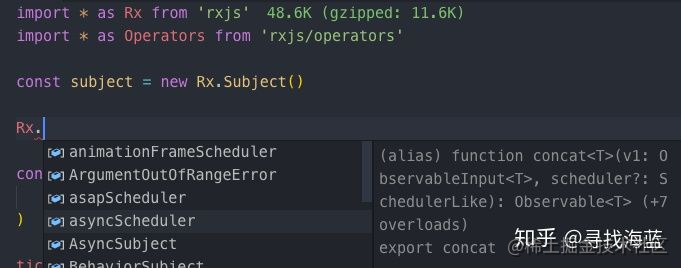 import * as Rx from 'rxjs'  48.6K (gzipped: 11.6K)
import * as Operators from 'rxjs/operators'
const subject = new Rx.Subject()
Rx.
animationFrameScheduler
ArgumentOutOfRangeError
asapScheduler
asyncScheduler
AsyncSubject
BehaviorSubject
con
)
tic
(alias) function concat<T>(v1: O
bservableInput<T>, scheduler?: S
chedulerLike): Observable<T> (+7
overloads)
export concat
知乎 @寻找海蓝
@稀土掘金技术社区